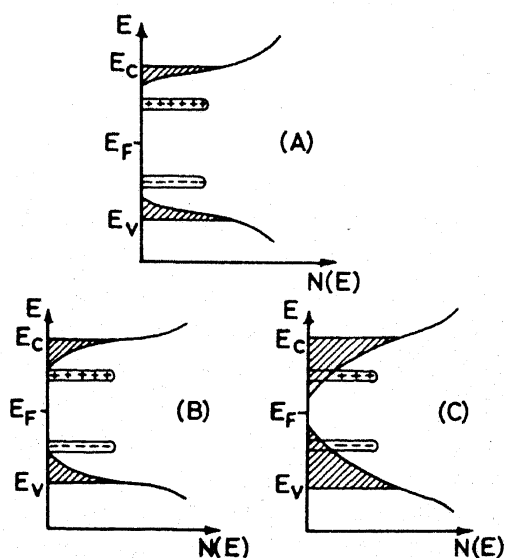 E
E_C
+ + + + +
E_F
(A)
- - - - -
E_V
N(E)
E
E_C
+ + + + +
E_F
(B)
- - - - -
E_V
N(E)
E
E_C
+ + + + +
E_F
(C)
- - - - -
E_V
N(E)